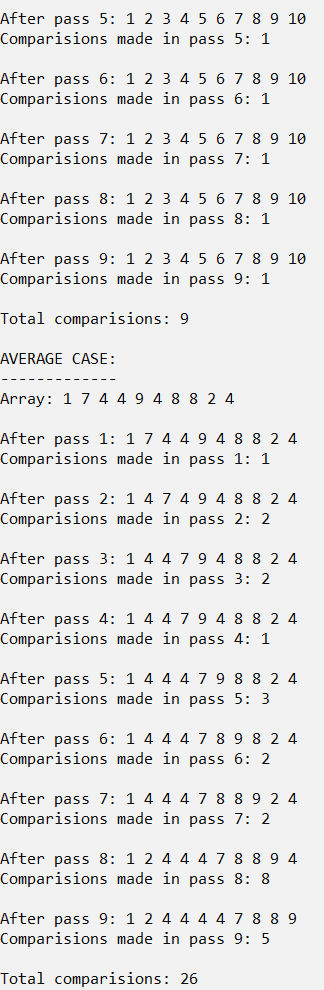 After pass 5: 1 2 3 4 5 6 7 8 9 10
Comparisions made in pass 5: 1
After pass 6: 1 2 3 4 5 6 7 8 9 10
Comparisions made in pass 6: 1
After pass 7: 1 2 3 4 5 6 7 8 9 10
Comparisions made in pass 7: 1
After pass 8: 1 2 3 4 5 6 7 8 9 10
Comparisions made in pass 8: 1
After pass 9: 1 2 3 4 5 6 7 8 9 10
Comparisions made in pass 9: 1
Total comparisions: 9
AVERAGE CASE:
-------------
Array: 1 7 4 4 9 4 8 8 2 4
After pass 1: 1 7 4 4 9 4 8 8 2 4
Comparisions made in pass 1: 1
After pass 2: 1 4 7 4 9 4 8 8 2 4
Comparisions made in pass 2: 2
After pass 3: 1 4 4 7 9 4 8 8 2 4
Comparisions made in pass 3: 2
After pass 4: 1 4 4 7 9 4 8 8 2 4
Comparisions made in pass 4: 1
After pass 5: 1 4 4 4 7 9 8 8 2 4
Comparisions made in pass 5: 3
After pass 6: 1 4 4 4 7 8 9 8 2 4
Comparisions made in pass 6: 2
After pass 7: 1 4 4 4 7 8 8 9 2 4
Comparisions made in pass 7: 2
After pass 8: 1 2 4 4 4 7 8 8 9 4
Comparisions made in pass 8: 8
After pass 9: 1 2 4 4 4 4 7 8 8 9
Comparisions made in pass 9: 5
Total comparisions: 26